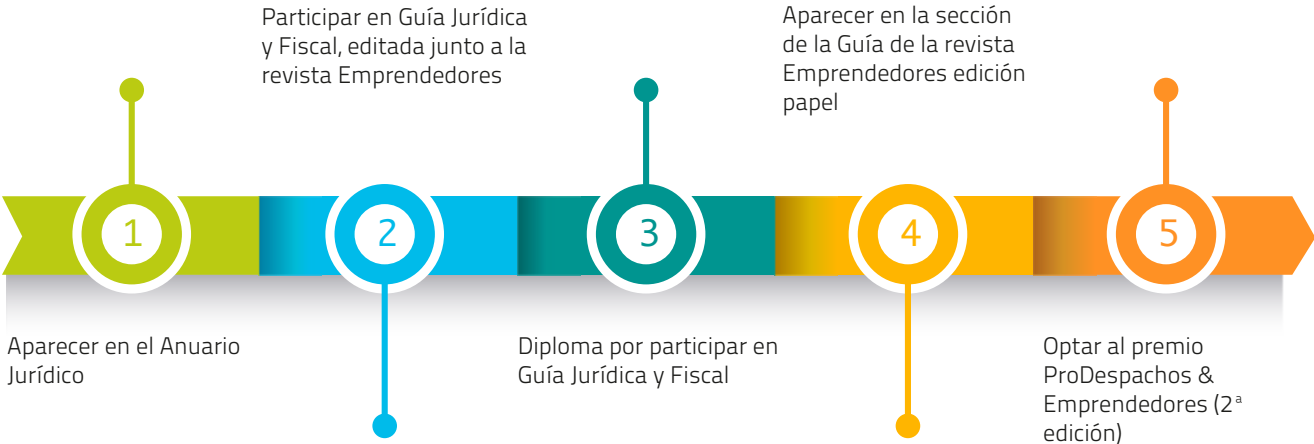 Participar en Guía Jurídica
y Fiscal, editada junto a la
revista Emprendedores
Aparecer en la sección
de la Guía de la revista
Emprendedores edición
papel
1
2
3
4
5
Aparecer en el Anuario
Jurídico
Diploma por participar en
Guía Jurídica y Fiscal
Optar al premio
ProDespachos &
Emprendedores (2ª
edición)